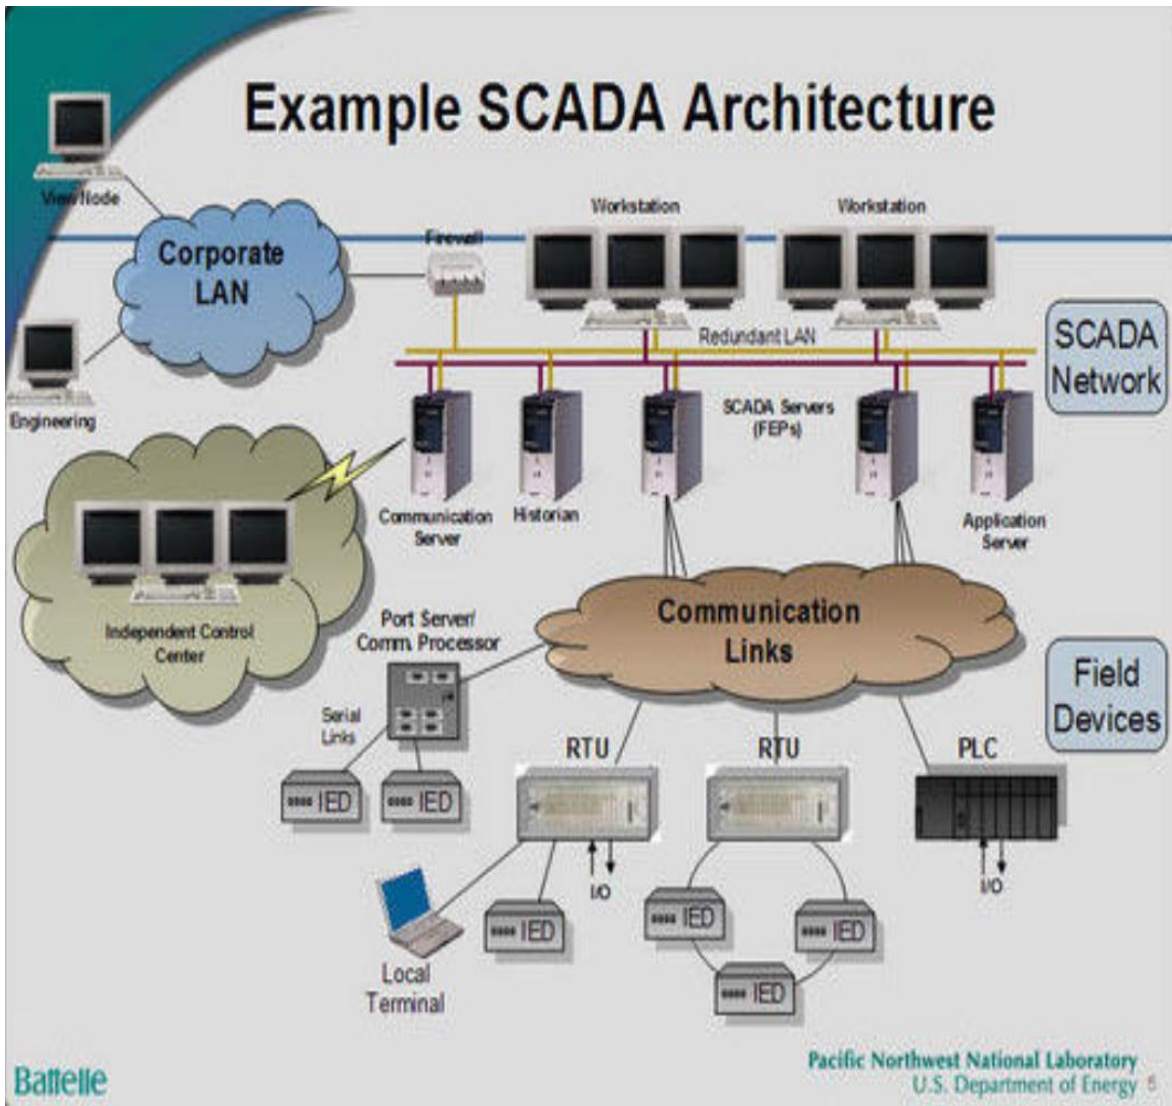 Example SCADA Architecture
View Node
Corporate
LAN
Firewall
Workstation
Workstation
Redundant LAN
SCADA
Network
Engineering
SCADA Servers
(FEPs)
Communication
Server
Historian
Application
Server
Independent Control
Center
Port Server/
Comm. Processor
Communication
Links
Field
Devices
Serial
Links
RTU
RTU
PLC
IED
IED
I/O
I/O
IED
IED
IED
IED
Local
Terminal
Battelle
Pacific Northwest National Laboratory
U.S. Department of Energy